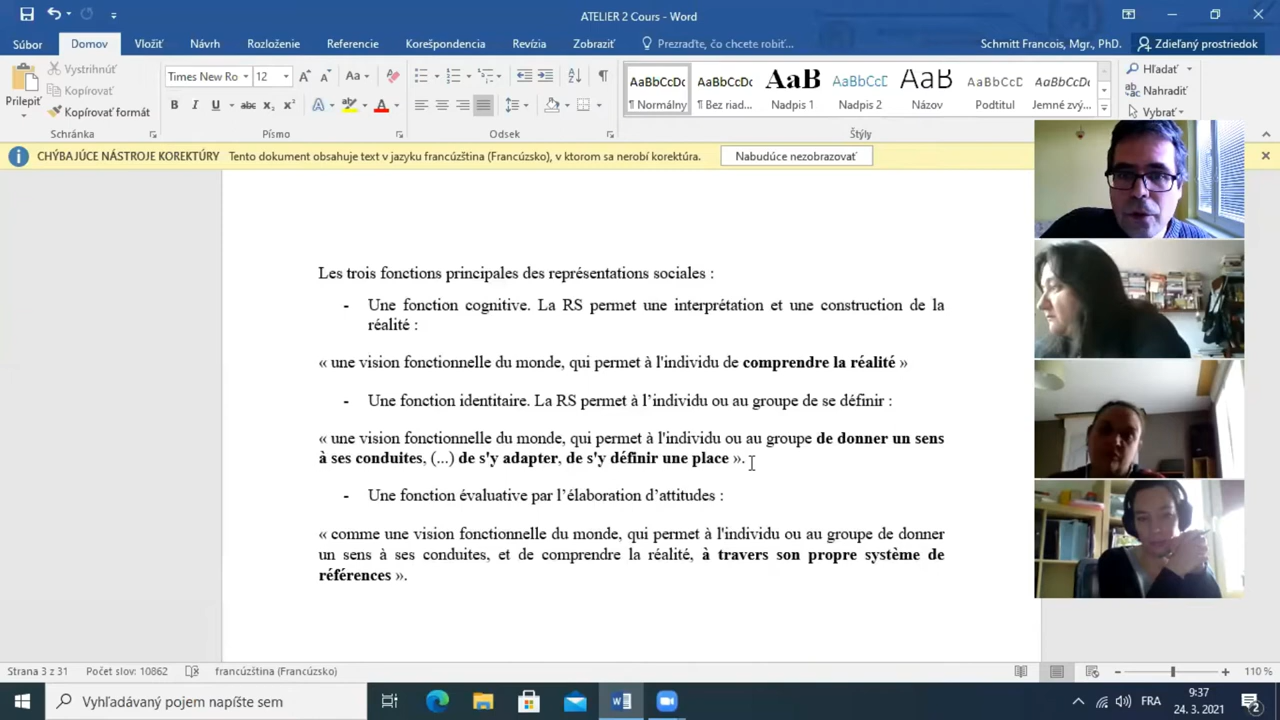 ATELIER 2 Cours - Word
Súbor Domov Vložiť Návrh Rozloženie Referencie Korešpondencia Revízia Zobraziť Prezraďte, čo chcete robiť... Schmitt Francois, Mgr., PhD. Zdieľaný prostriedok
Prilepiť
Vystrihnúť
Kopírovať
Kopírovať formát
Schránka
Times New Ro 12
Písmo
Odsek
AaBbCcDc AaBbCcDc AaB AaBbCcD AaB AaBbCcD AaBbCcDc
¶ Normálny ¶ Bez riad... Nadpis 1 Nadpis 2 Názov Podtitul Jemné zvý...
Štýly
Hľadať
Nahradiť
Vybrať
CHÝBAJÚCE NÁSTROJE KOREKTÚRY Tento dokument obsahuje text v jazyku francúzština (Francúzsko), v ktorom sa nerobí korektúra. Nabudúce nezobrazovať
Les trois fonctions principales des représentations sociales :
- Une fonction cognitive. La RS permet une interprétation et une construction de la
réalité :
« une vision fonctionnelle du monde, qui permet à l'individu de comprendre la réalité »
- Une fonction identitaire. La RS permet à l’individu ou au groupe de se définir :
« une vision fonctionnelle du monde, qui permet à l'individu ou au groupe de donner un sens
à ses conduites, (...) de s'y adapter, de s'y définir une place ».
- Une fonction évaluative par l’élaboration d’attitudes :
« comme une vision fonctionnelle du monde, qui permet à l'individu ou au groupe de donner
un sens à ses conduites, et de comprendre la réalité, à travers son propre système de
références ».
Strana 3 z 31 Počet slov: 10862 francúzština (Francúzsko) 110 %
Vyhľadávaný pojem napíšte sem
FRA
9:37
24. 3. 2021
2